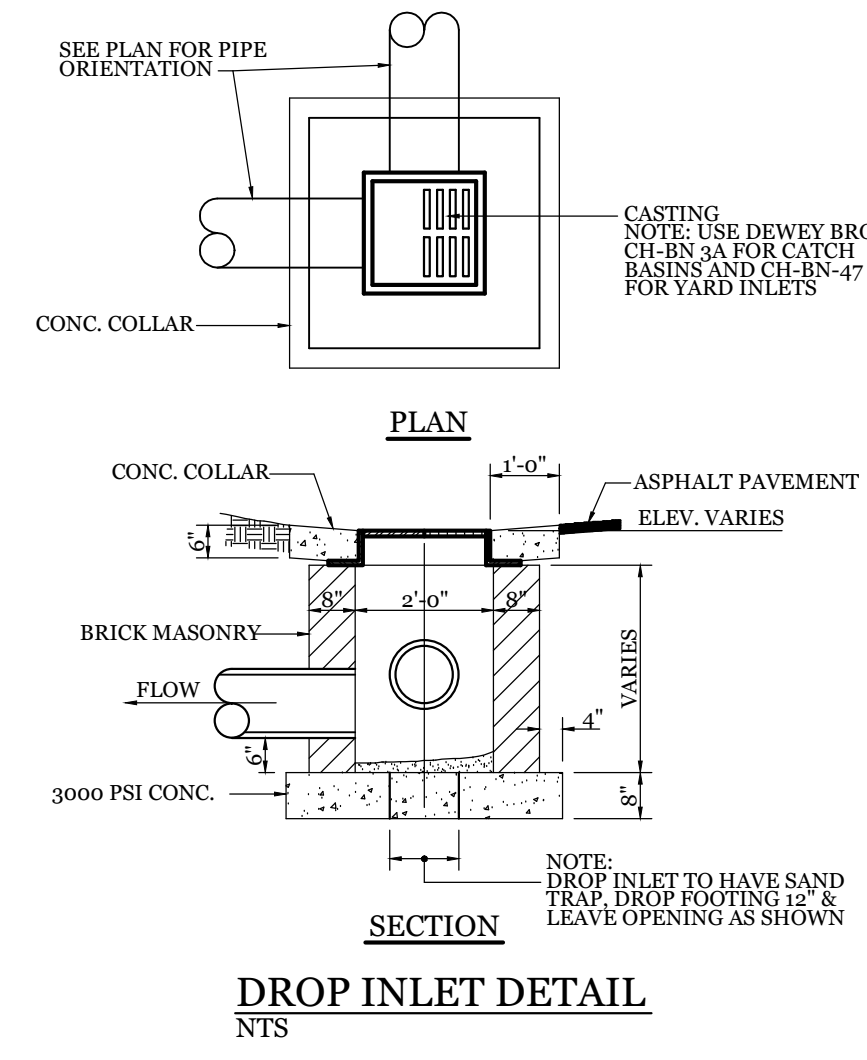 SEE PLAN FOR PIPE
ORIENTATION
CASTING
NOTE: USE DEWEY BRO
CH-BN 3A FOR CATCH
BASINS AND CH-BN-47
FOR YARD INLETS
CONC. COLLAR
PLAN
CONC. COLLAR
1'-0"
ASPHALT PAVEMENT
ELEV. VARIES
6"
8"
2'-0"
8"
BRICK MASONRY
VARIES
FLOW
4"
6"
3000 PSI CONC.
8"
NOTE:
DROP INLET TO HAVE SAND
TRAP, DROP FOOTING 12" &
LEAVE OPENING AS SHOWN
SECTION
DROP INLET DETAIL
NTS